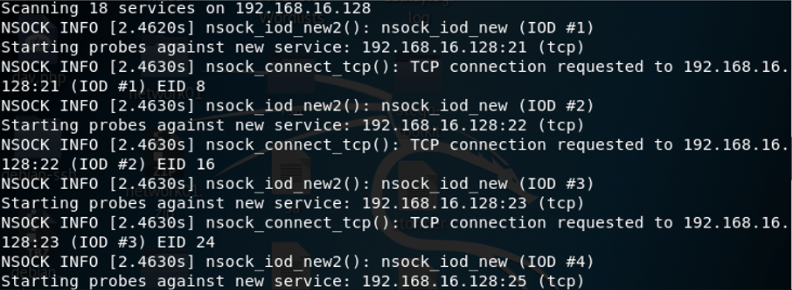 Scanning 18 services on 192.168.16.128
NSOCK INFO [2.4620s] nsock_iod_new2(): nsock_iod_new (IOD #1)
Starting probes against new service: 192.168.16.128:21 (tcp)
NSOCK INFO [2.4630s] nsock_connect_tcp(): TCP connection requested to 192.168.16.
128:21 (IOD #1) EID 8
NSOCK INFO [2.4630s] nsock_iod_new2(): nsock_iod_new (IOD #2)
Starting probes against new service: 192.168.16.128:22 (tcp)
NSOCK INFO [2.4630s] nsock_connect_tcp(): TCP connection requested to 192.168.16.
128:22 (IOD #2) EID 16
NSOCK INFO [2.4630s] nsock_iod_new2(): nsock_iod_new (IOD #3)
Starting probes against new service: 192.168.16.128:23 (tcp)
NSOCK INFO [2.4630s] nsock_connect_tcp(): TCP connection requested to 192.168.16.
128:23 (IOD #3) EID 24
NSOCK INFO [2.4630s] nsock_iod_new2(): nsock_iod_new (IOD #4)
Starting probes against new service: 192.168.16.128:25 (tcp)